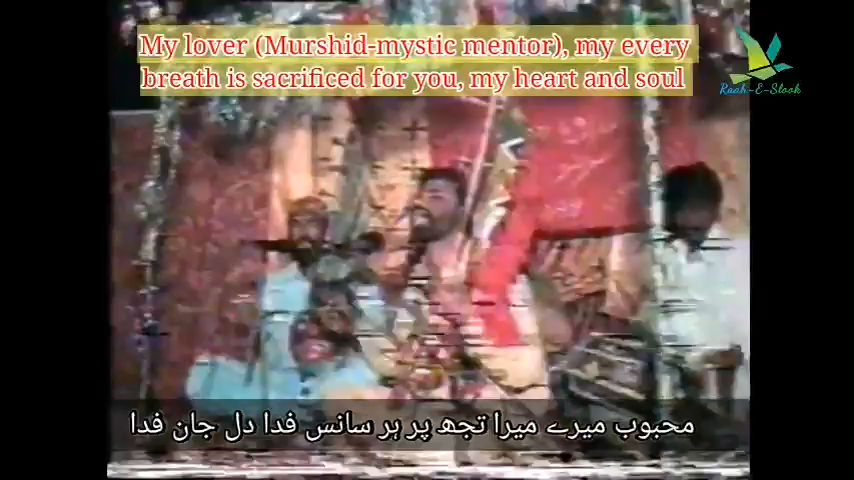 My lover (Murshid-mystic mentor), my every
breath is sacrificed for you, my heart and soul
Raah-E-Slook
محبوب میرے میرا تجھ پر ہر سانس فدا دل جان فدا